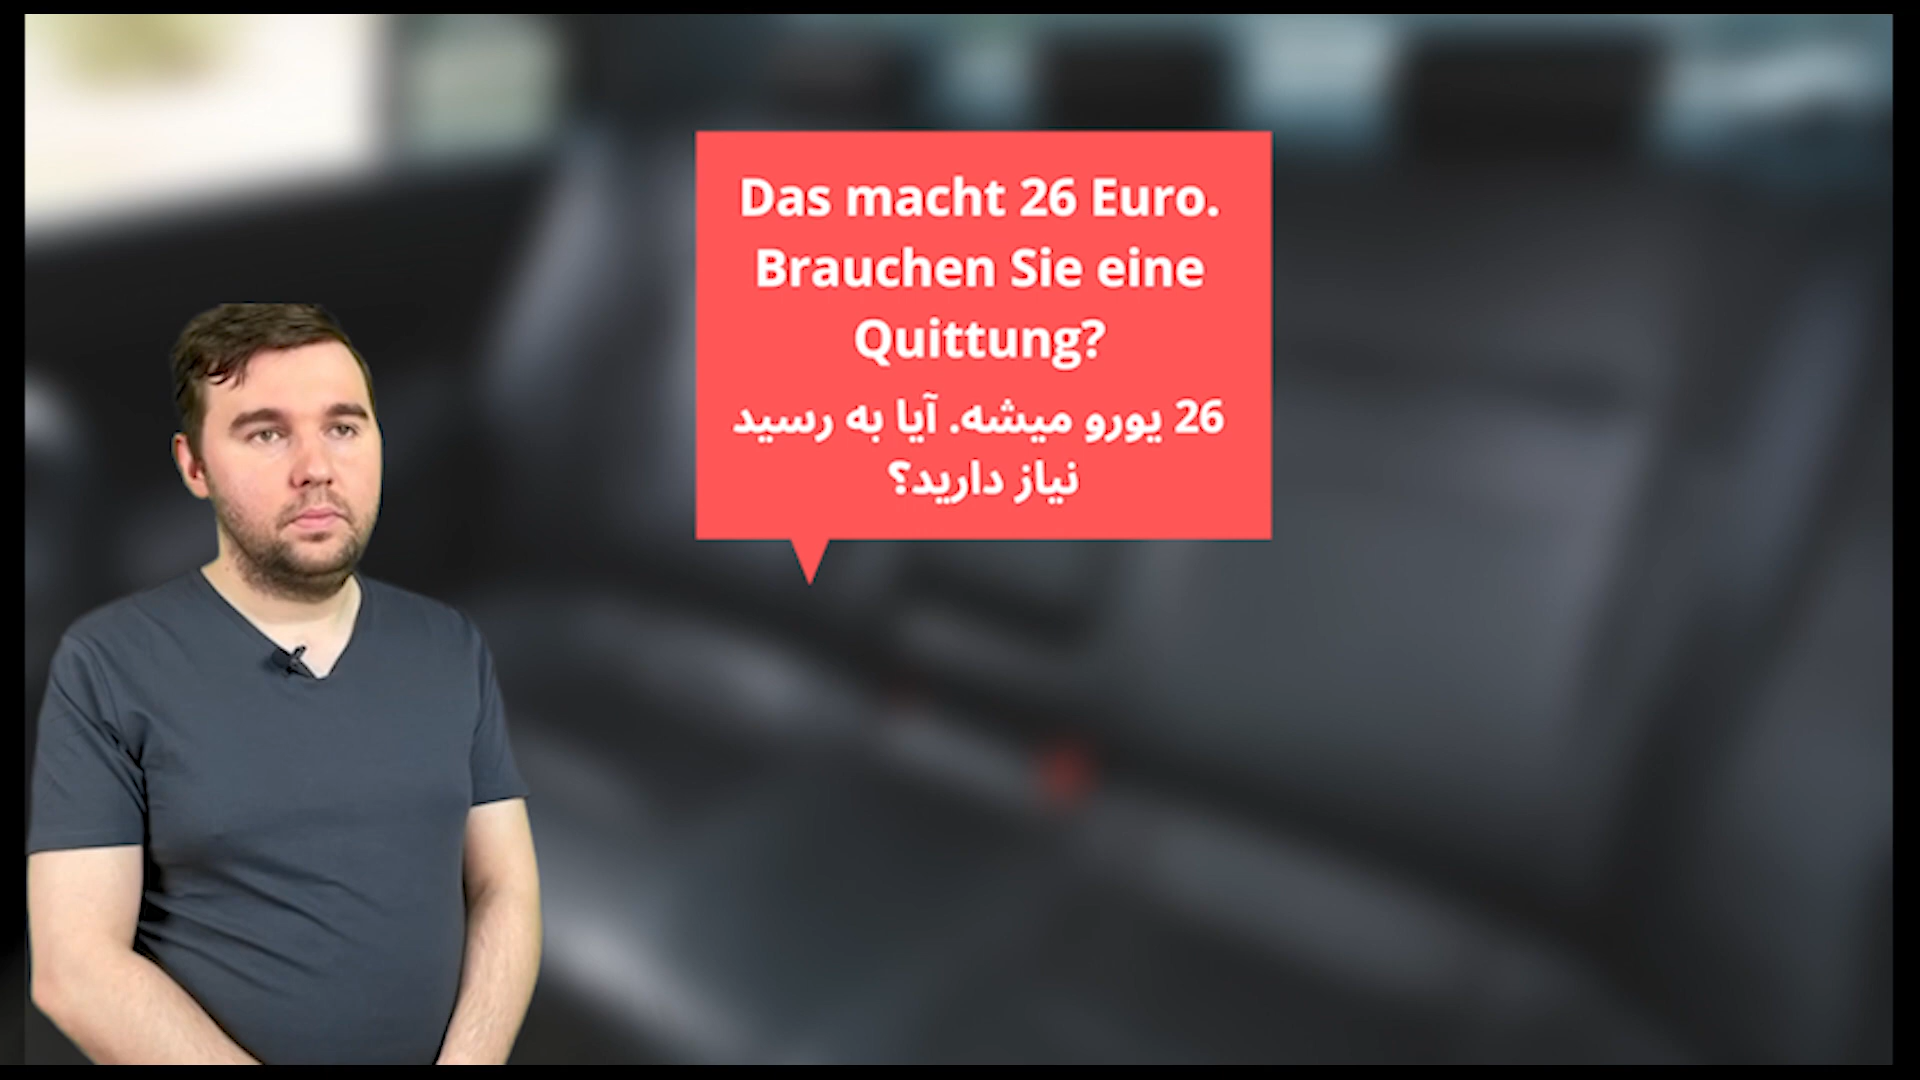 Das macht 26 Euro.
Brauchen Sie eine
Quittung?
26 یورو میشه. آیا به رسید
نیاز دارید؟